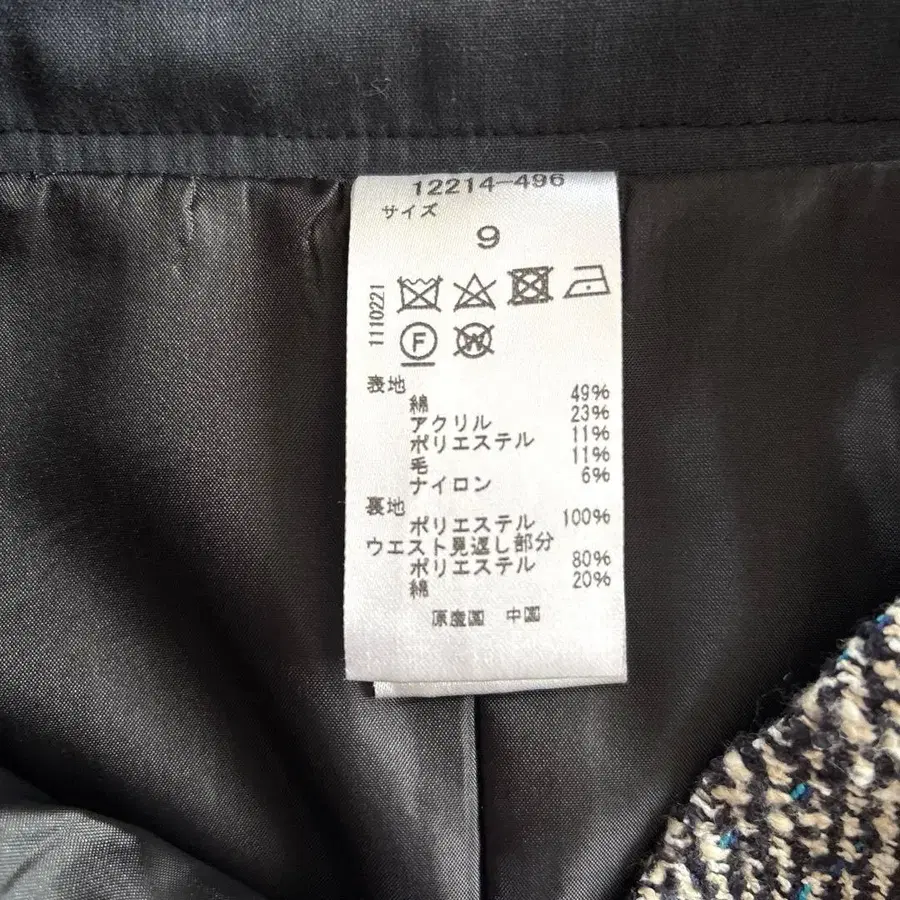 12214-496
サイズ
9
1110221
F
W
表地
綿 49%
アクリル 23%
ポリエステル 11%
毛 11%
ナイロン 6%
裏地
ポリエステル 100%
ウエスト見返し部分
ポリエステル 80%
綿 20%
原産国 中国